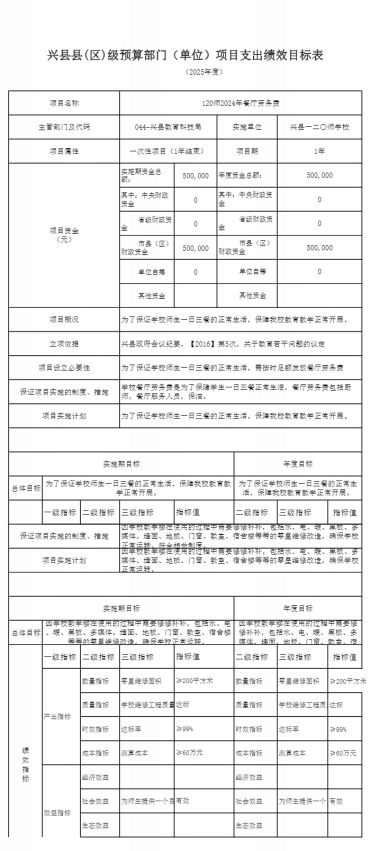 兴县县(区)级预算部门（单位）项目支出绩效目标表
（2025年度）
项目名称 120师2024年餐厅劳务费
主管部门及代码 044-兴县教育科技局 实施单位 兴县一二〇师学校
项目属性 一次性项目（1年结束） 项目期 1年
项目资金（元） 实施期资金总额： 500,000 年度资金总额： 500,000
其中：中央财政资金 0 其中：中央财政资金 0
省级财政资金 0 省级财政资金 0
市县（区）财政资金 500,000 市县（区）财政资金 500,000
单位自筹 0 单位自筹 0
其他资金 其他资金
项目概况 为了保证学校师生一日三餐的正常生活，保障我校教育教学正常开展。
立项依据 兴县政府会议纪要，【2016】第5次，关于教育若干问题的议定
项目设立必要性 为了保证学校师生一日三餐的正常生活，需按时足额发放餐厅劳务费
保证项目实施的制度、措施 学校餐厅劳务费是为了保障学生一日三餐正常生活，餐厅劳务费包括厨师，餐厅服务人员，保洁。
项目实施计划 为了保证学校师生一日三餐的正常生活，保障我校教育教学正常开展。
实施期目标 年度目标
总体目标 为了保证学校师生一日三餐的正常生活，保障我校教育教学正常开展。 为了保证学校师生一日三餐的正常生活，保障我校教育教学正常开展。
一级指标 二级指标 三级指标 指标值 二级指标 三级指标 指标值
保证项目实施的制度、措施 因学校教学楼在使用的过程中需要修修补补，包括水、电、暖、黑板、多媒体、墙面、地板、门窗、教室、宿舍楼等等的零星维修改造，确保学校正常运转。符合相关制度。
项目实施计划 因学校教学楼在使用的过程中需要修修补补，包括水、电、暖、黑板、多媒体、墙面、地板、门窗、教室、宿舍楼等等的零星维修改造，确保学校正常运转。
实施期目标 年度目标
总体目标 因学校教学楼在使用的过程中需要修修补补，包括水、电、暖、黑板、多媒体、墙面、地板、门窗、教室、宿舍楼等等的零星维修改造，确保学校正常运转。 因学校教学楼在使用的过程中需要修修补补，包括水、电、暖、黑板、多媒体、墙面、地板、门窗、教室、宿舍楼等等的零星维修改造，确
一级指标 二级指标 三级指标 指标值 二级指标 三级指标 指标值
绩效指标
产出指标 数量指标 零星维修面积 ≥200千方米 数量指标 零星维修面积 ≥200千方米
质量指标 学校维修工程质量 达标 质量指标 学校维修工程质 达标
时效指标 达标率 ≥99% 时效指标 达标率 ≥99%
成本指标 测算成本 ≥60万元 成本指标 测算成本 ≥60万元
效益指标 经济效益 经济效益
社会效益 为师生提供一个良 有效 社会效益 为师生提供一个 有效
生态效益 生态效益